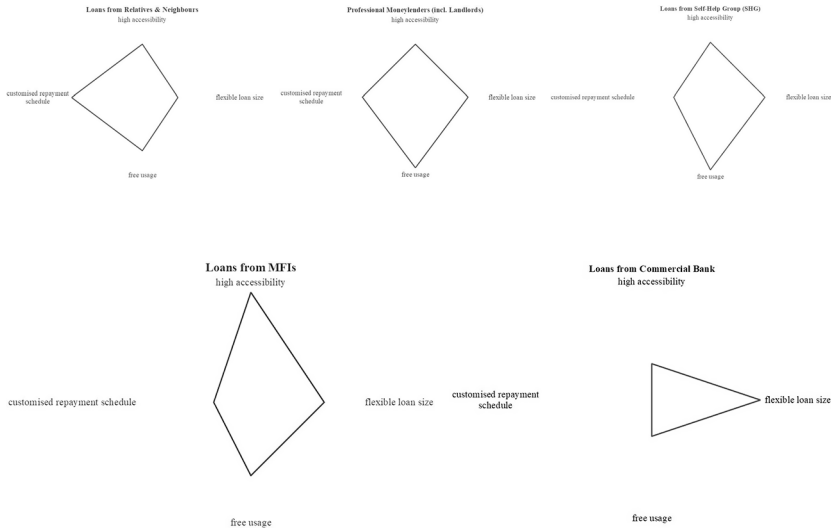 Loans from Relatives & Neighbours
high accessibility
customised repayment
schedule
flexible loan size
free usage
Professional Moneylenders (incl. Landlords)
high accessibility
customised repayment
schedule
flexible loan size
free usage
Loans from Self-Help Group (SHG)
high accessibility
customised repayment schedule
flexible loan size
free usage
Loans from MFIs
high accessibility
customised repayment schedule
flexible loan size
free usage
Loans from Commercial Bank
high accessibility
customised repayment
schedule
flexible loan size
free usage